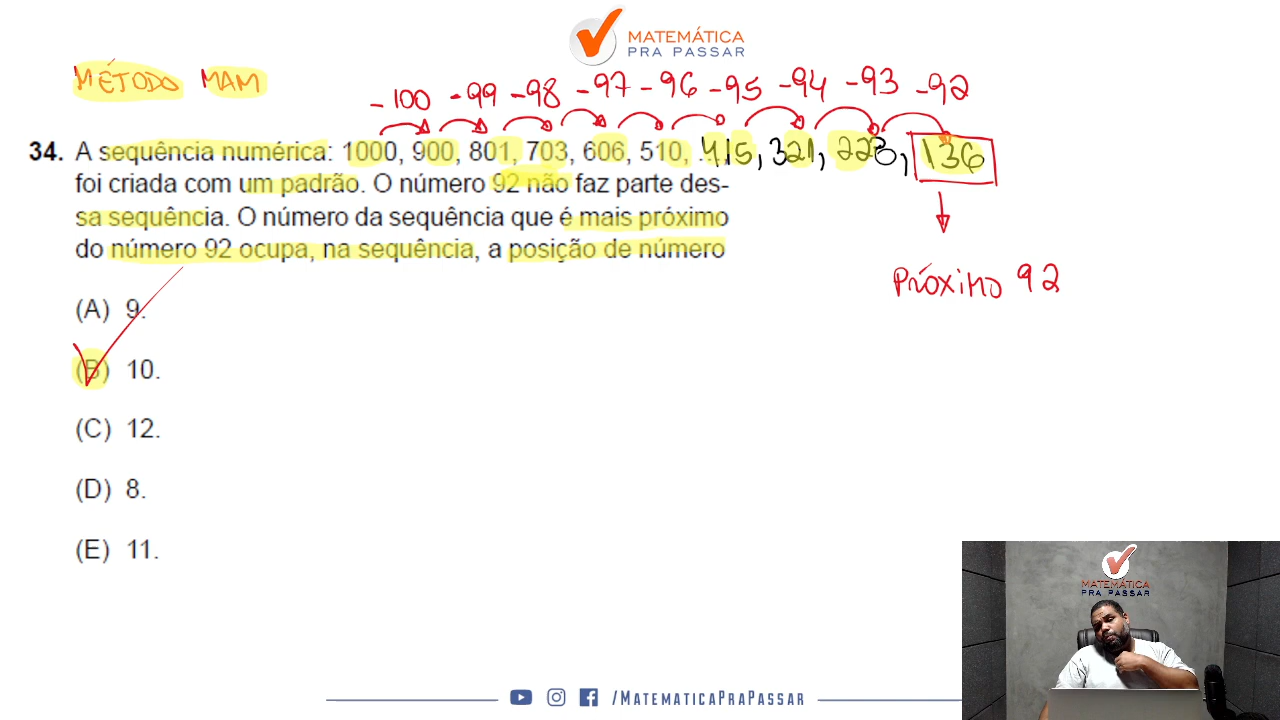 MATEMÁTICA
PRA PASSAR
MÉTODO MAM
-100 -99 -98 -97 -96 -95 -94 -93 -92
34. A sequência numérica: 1000, 900, 801, 703, 606, 510, ... 415, 321, 228, 136
foi criada com um padrão. O número 92 não faz parte des-
sa sequência. O número da sequência que é mais próximo
do número 92 ocupa, na sequência, a posição de número
PRÓXIMO 92
(A) 9.
(B) 10.
(C) 12.
(D) 8.
(E) 11.
MATEMÁTICA
PRA PASSAR
/MATEMATICAPRAPASSAR